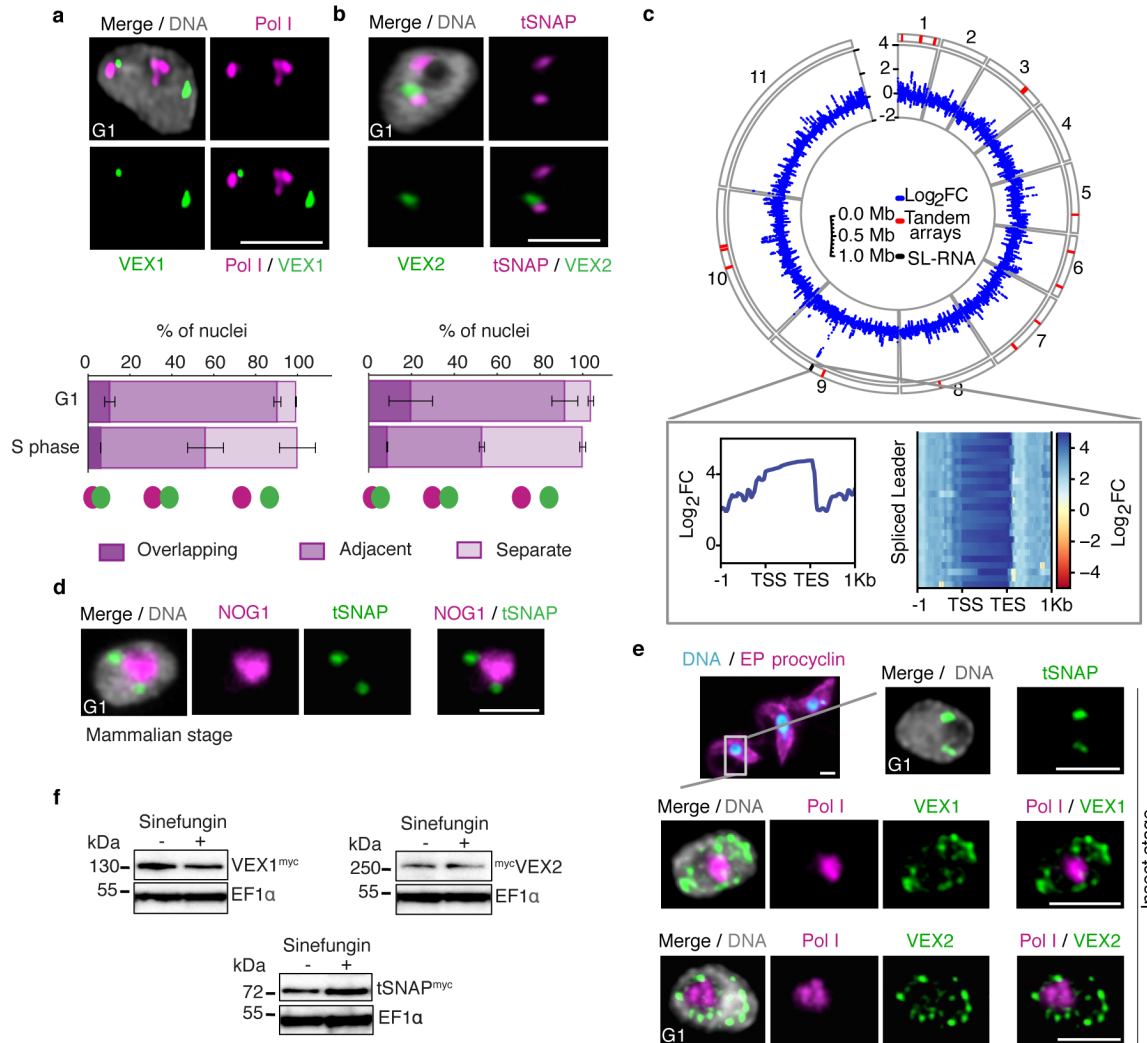 a
Merge / DNA
Pol I
G1
VEX1
Pol I / VEX1
b
Merge / DNA
tSNAP
G1
VEX2
tSNAP / VEX2
% of nuclei
0 20 40 60 80 100
G1
S phase
% of nuclei
0 20 40 60 80 100
Overlapping
Adjacent
Separate
c
4
2
0
-2
1
2
3
4
5
6
7
8
9
10
11
Log2FC
Tandem arrays
SL-RNA
0.0 Mb
0.5 Mb
1.0 Mb
Log2FC
4
0
-1 TSS TES 1Kb
Spliced Leader
-1 TSS TES 1Kb
4
2
0
−2
−4
Log2FC
d
Merge / DNA
NOG1
tSNAP
NOG1 / tSNAP
G1
Mammalian stage
e
DNA / EP procyclin
Merge / DNA
tSNAP
G1
Merge / DNA
Pol I
VEX1
Pol I / VEX1
Merge / DNA
Pol I
VEX2
Pol I / VEX2
G1
f
Sinefungin
kDa - +
130
VEX1myc
55
EF1α
Sinefungin
kDa - +
250
mycVEX2
55
EF1α
Sinefungin
kDa - +
72
tSNAPmyc
55
EF1α